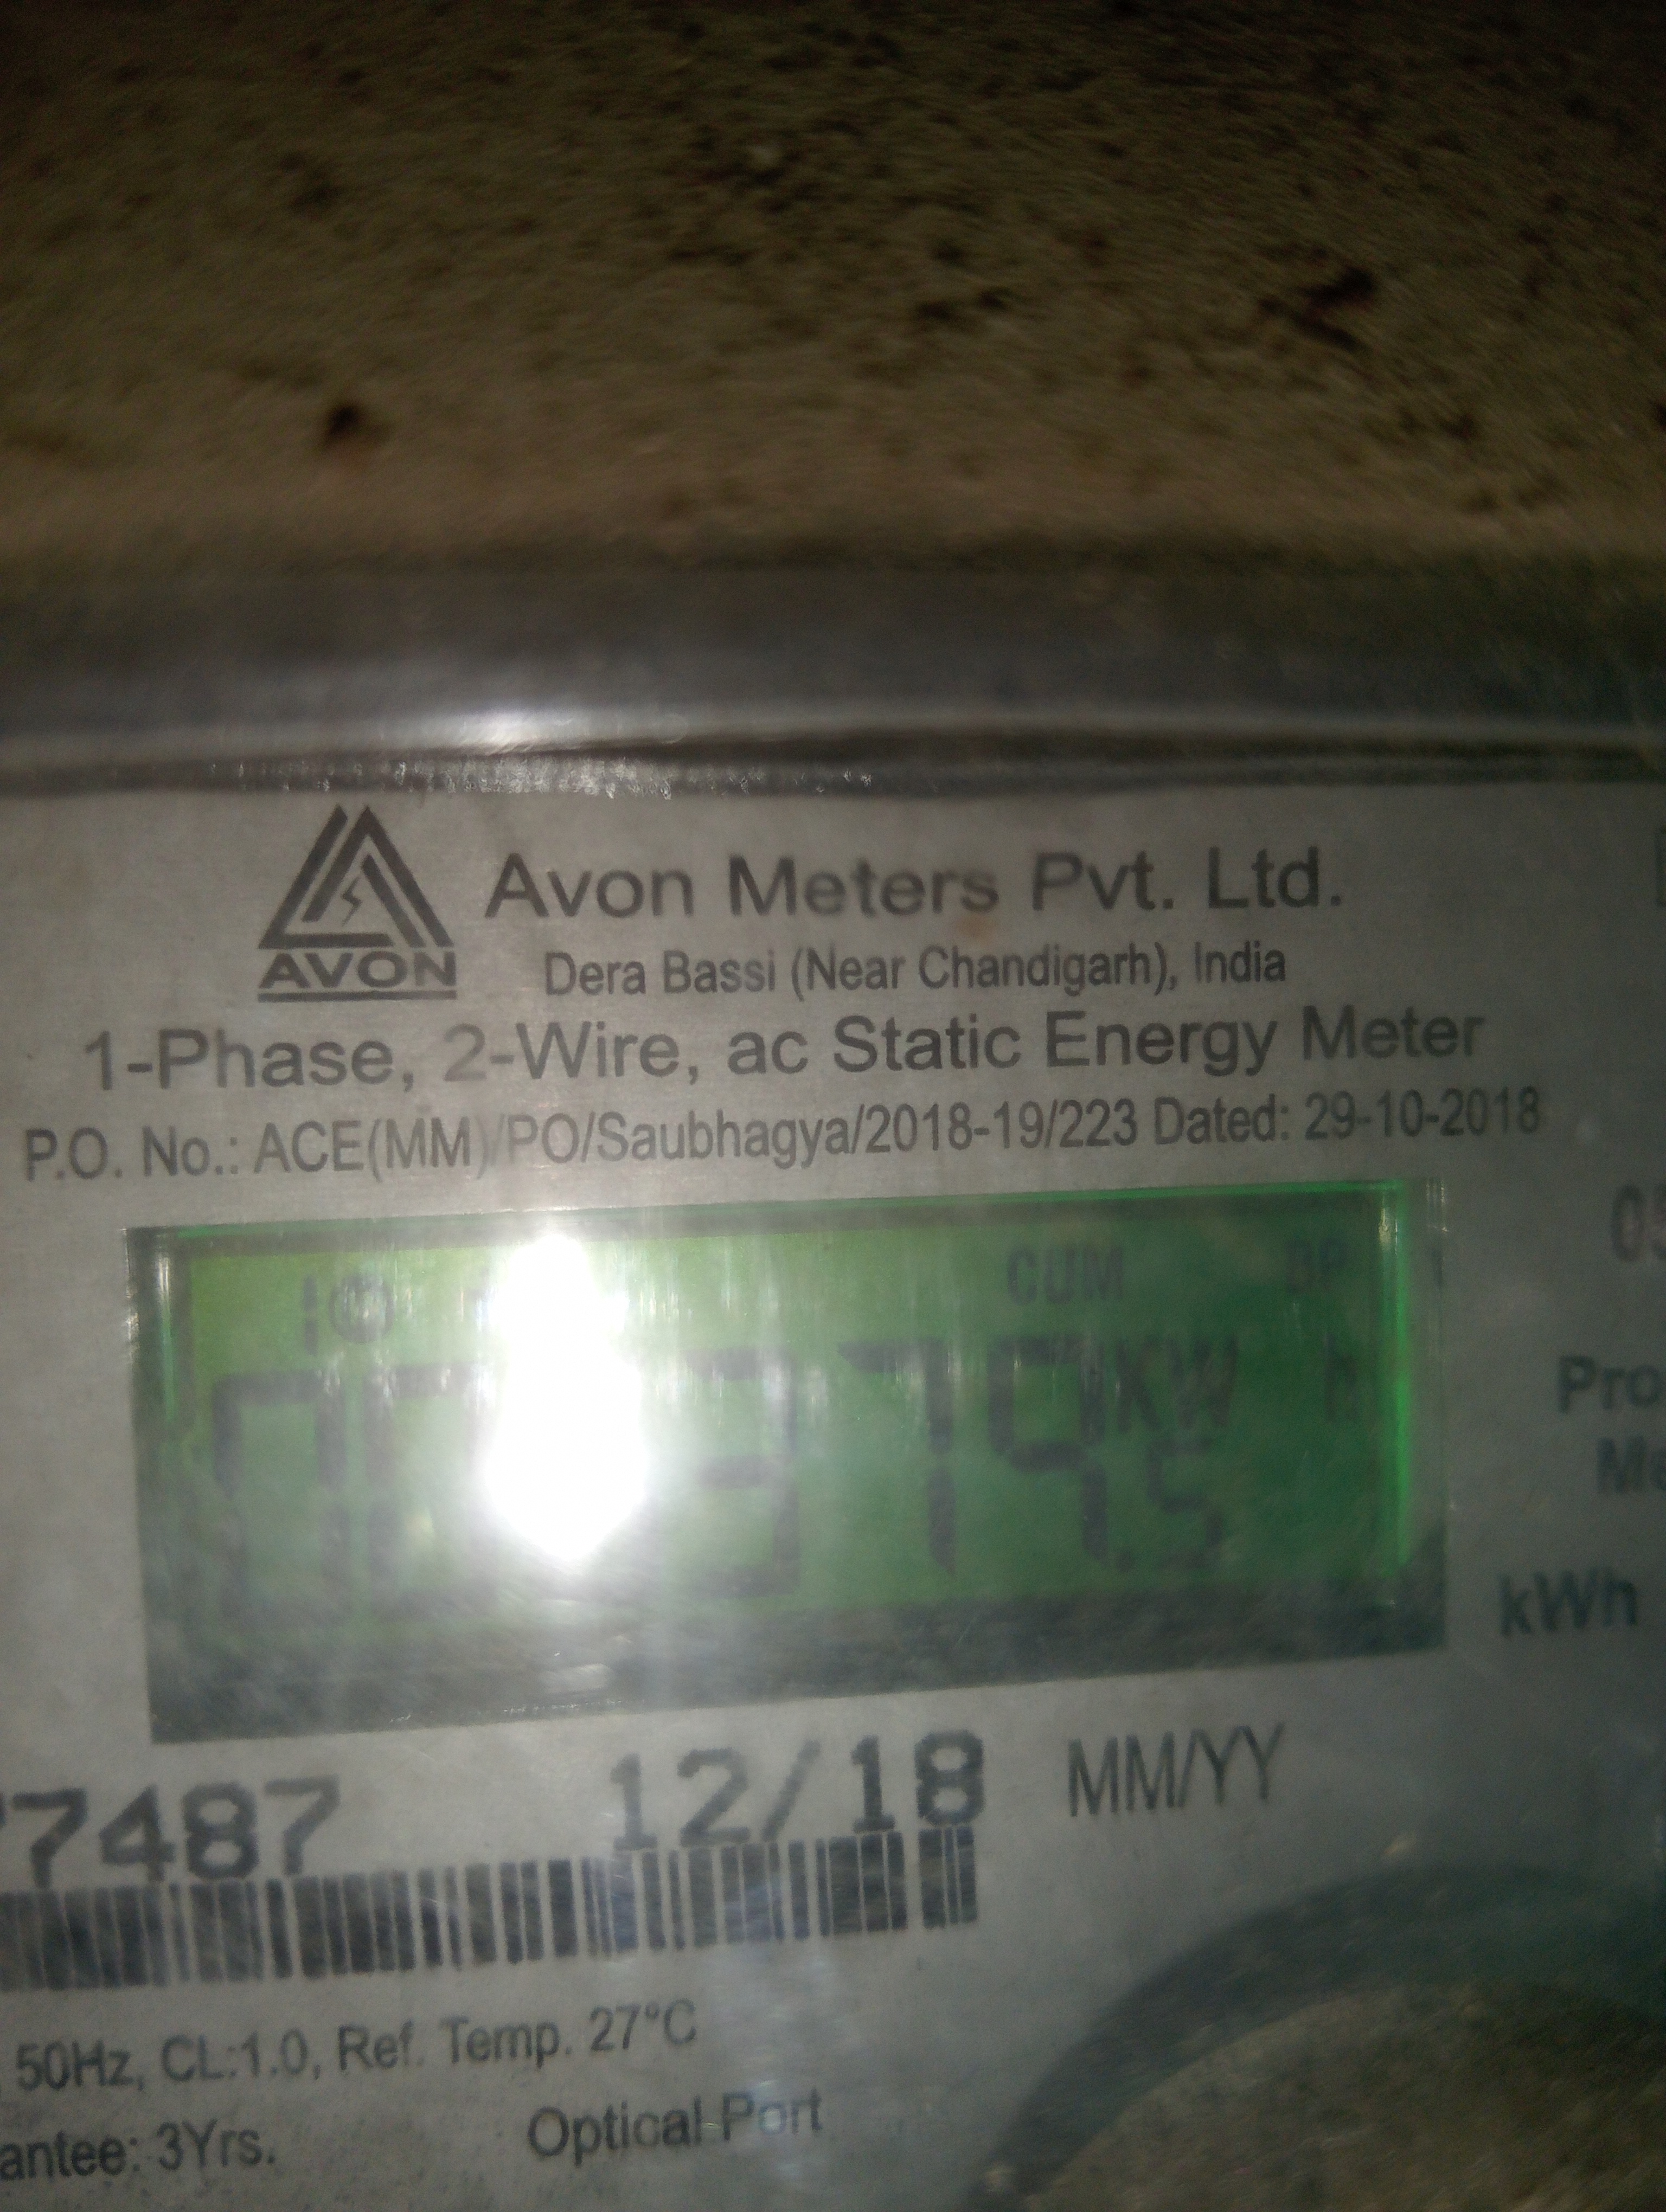 AVON
Avon Meters Pvt. Ltd.
Dera Bassi (Near Chandigarh), India
1-Phase, 2-Wire, ac Static Energy Meter
P.O. No.: ACE(MM)/PO/Saubhagya/2018-19/223 Dated: 29-10-2018
CUM
KW h
kWh
7487 12/18 MM/YY
50Hz, CL:1.0, Ref. Temp. 27°C
antee: 3Yrs. Optical Port